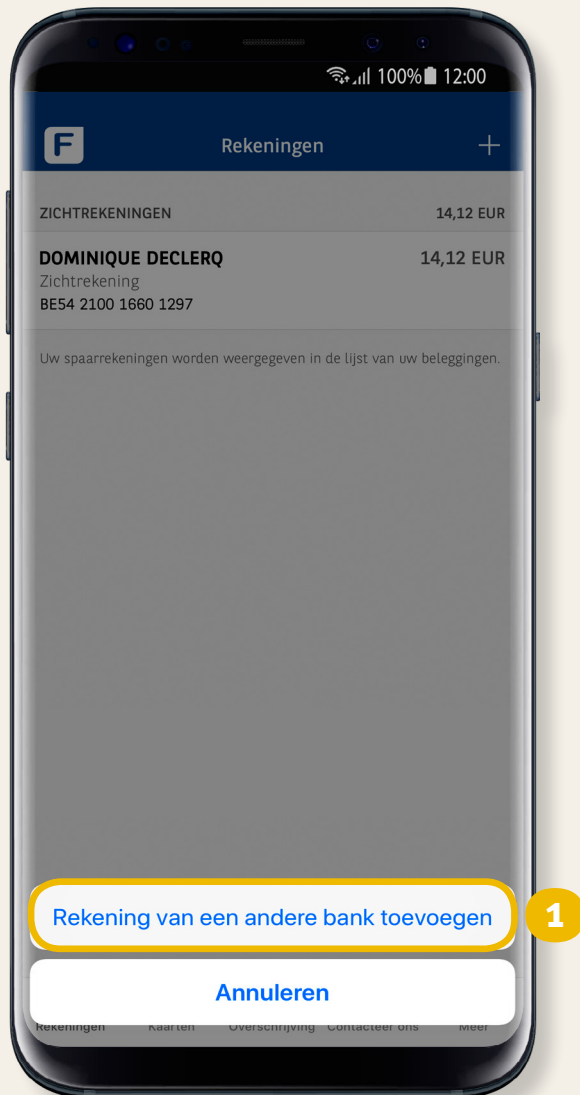 100% 12:00
F Rekeningen +
ZICHTREKENINGEN 14,12 EUR
DOMINIQUE DECLERQ 14,12 EUR
Zichtrekening
BE54 2100 1660 1297
Uw spaarrekeningen worden weergegeven in de lijst van uw beleggingen.
Rekening van een andere bank toevoegen 1
Annuleren
Rekeningen Kaarten Overschrijving Contacteer ons Meer